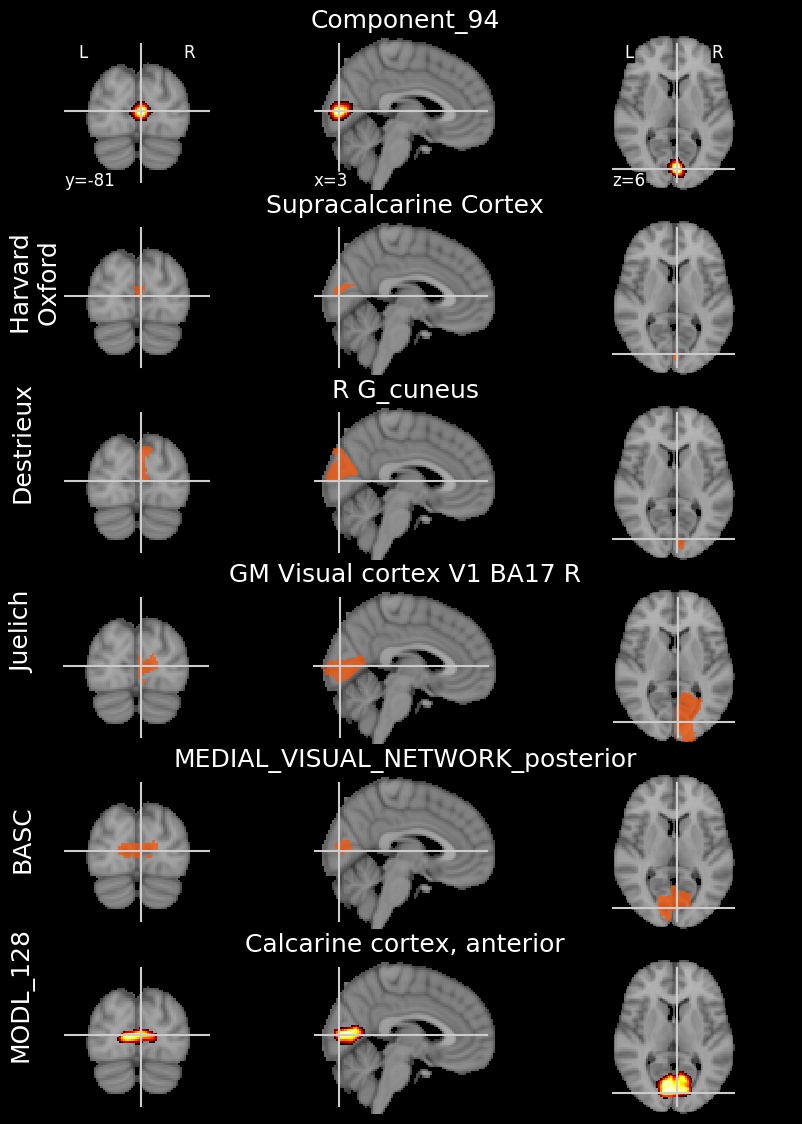 Component_94
L R
L R
y=-81
x=3
z=6
Supracalcarine Cortex
Harvard
Oxford
R G_cuneus
Destrieux
GM Visual cortex V1 BA17 R
Juelich
MEDIAL_VISUAL_NETWORK_posterior
BASC
Calcarine cortex, anterior
MODL_128